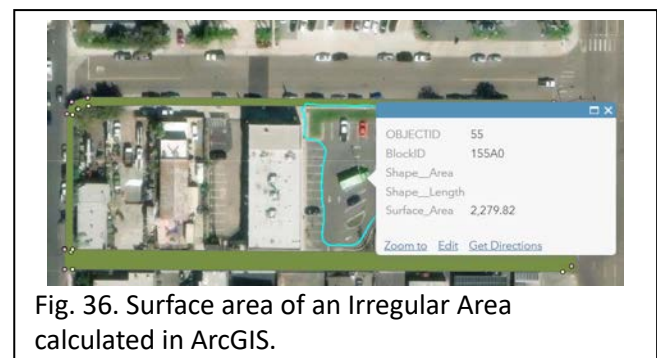 OBJECTID 55
BlockID 155A0
Shape__Area
Shape__Length
Surface_Area 2,279.82
Zoom to Edit Get Directions
Fig. 36. Surface area of an Irregular Area
calculated in ArcGIS.